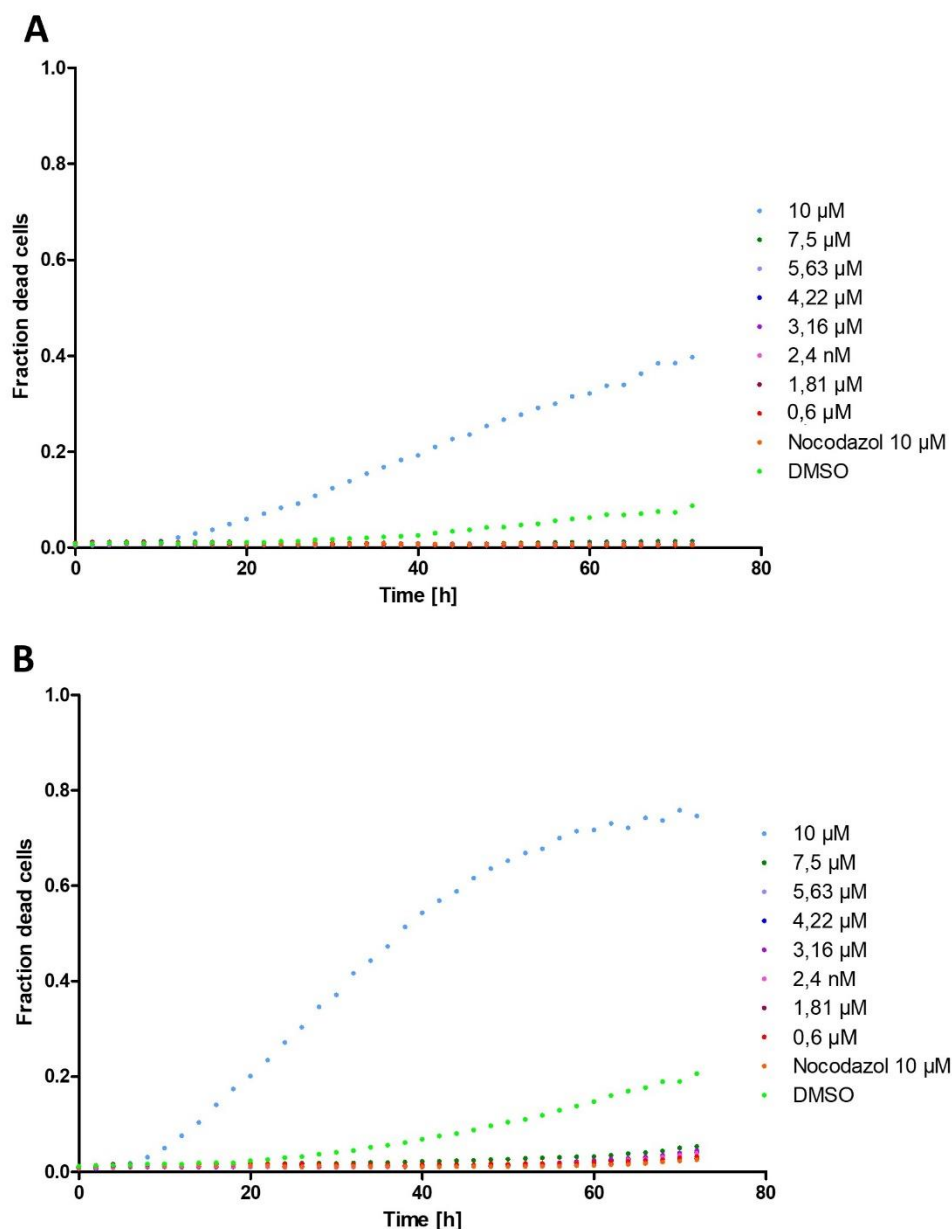 A
1.0
0.8
0.6
0.4
0.2
0.0
0
20
40
60
80
Fraction dead cells
Time [h]
10 µM
7,5 µM
5,63 µM
4,22 µM
3,16 µM
2,4 nM
1,81 µM
0,6 µM
Nocodazol 10 µM
DMSO
B
1.0
0.8
0.6
0.4
0.2
0.0
0
20
40
60
80
Fraction dead cells
Time [h]
10 µM
7,5 µM
5,63 µM
4,22 µM
3,16 µM
2,4 nM
1,81 µM
0,6 µM
Nocodazol 10 µM
DMSO